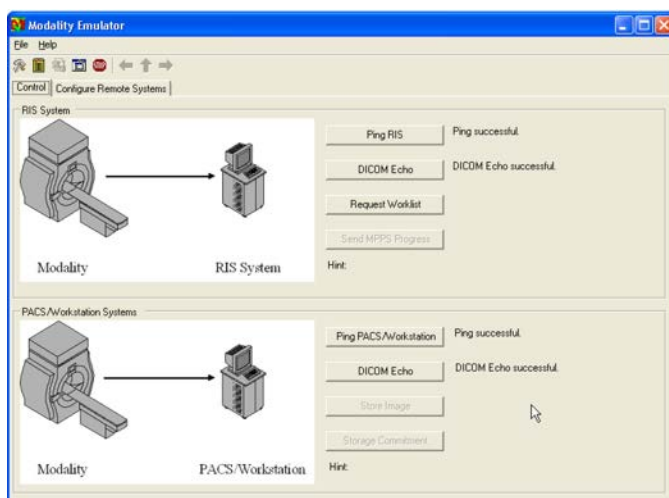 Modality Emulator
File Help
Control Configure Remote Systems
RIS System
Ping RIS Ping successful.
DICOM Echo DICOM Echo successful.
Request Worklist
Send MPPS Progress
Modality RIS System Hint:
PACS/Workstation Systems
Ping PACS/Workstation Ping successful.
DICOM Echo DICOM Echo successful.
Store Image
Storage Commitment
Modality PACS/Workstation Hint: